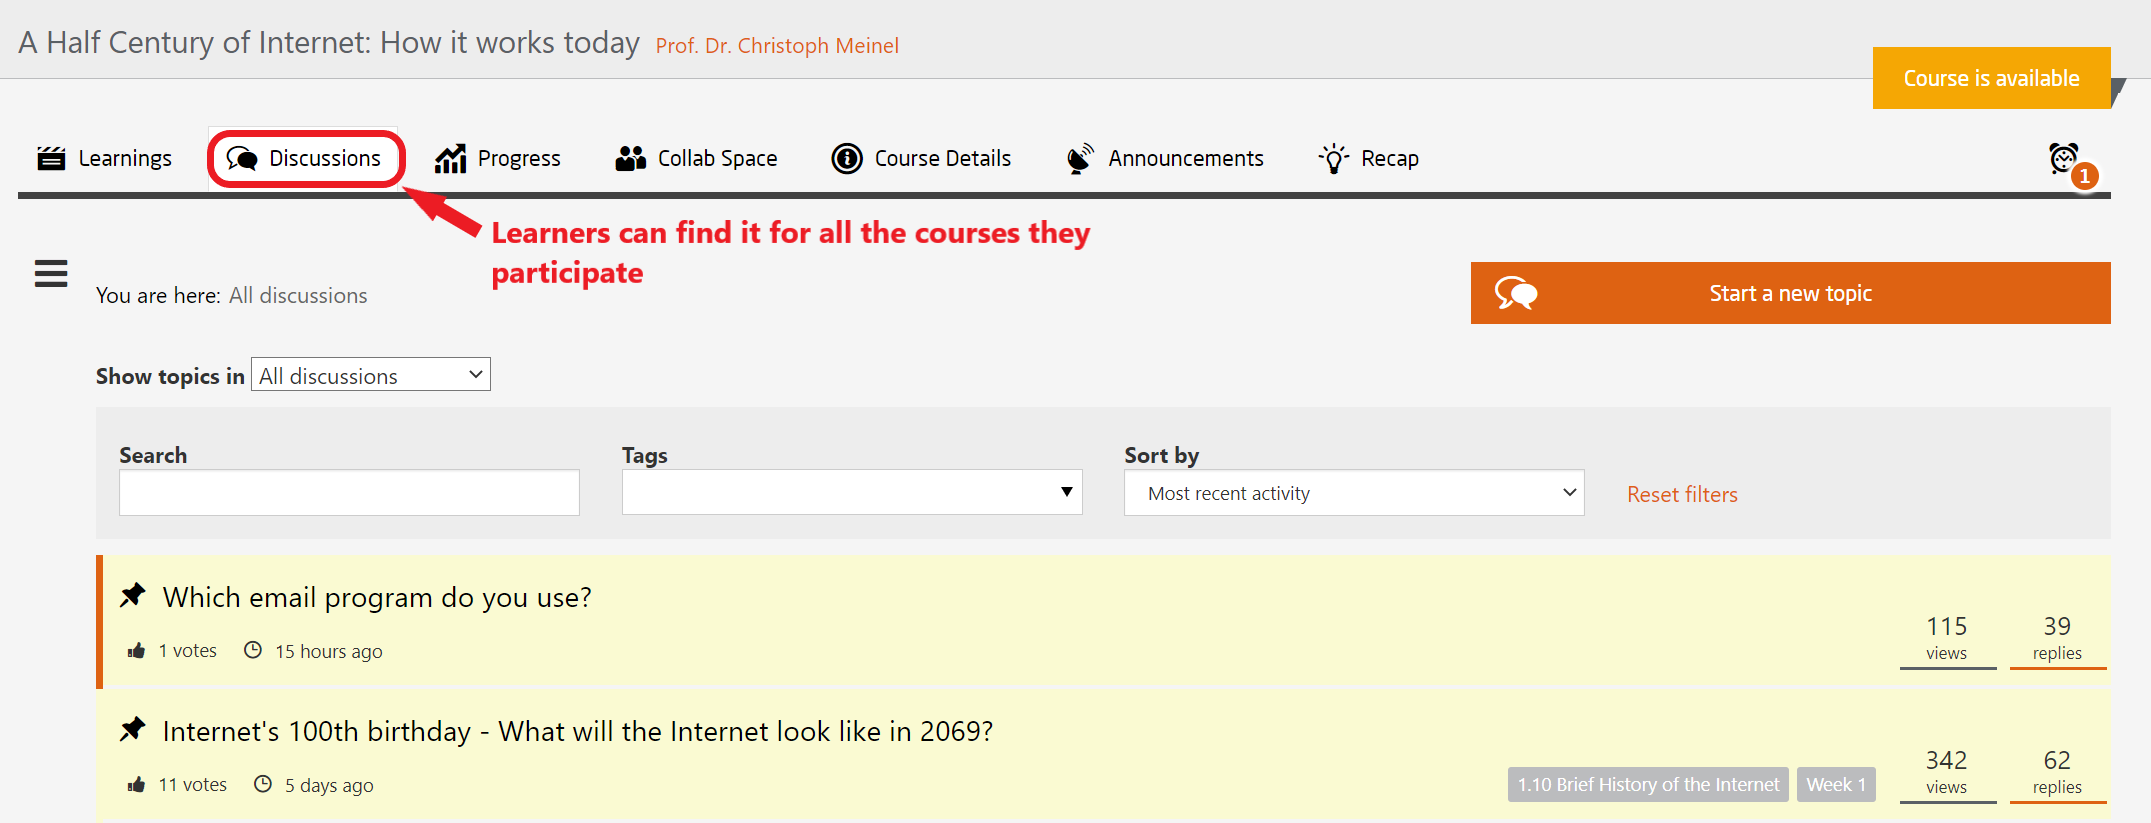 A Half Century of Internet: How it works today Prof. Dr. Christoph Meinel
Course is available
Learnings Discussions Progress Collab Space Course Details Announcements Recap 1
Learners can find it for all the courses they
participate
You are here: All discussions
Start a new topic
Show topics in All discussions
Search Tags Sort by
Most recent activity Reset filters
Which email program do you use?
115 39
1 votes 15 hours ago views replies
Internet's 100th birthday - What will the Internet look like in 2069?
342 62
11 votes 5 days ago 1.10 Brief History of the Internet Week 1 views replies